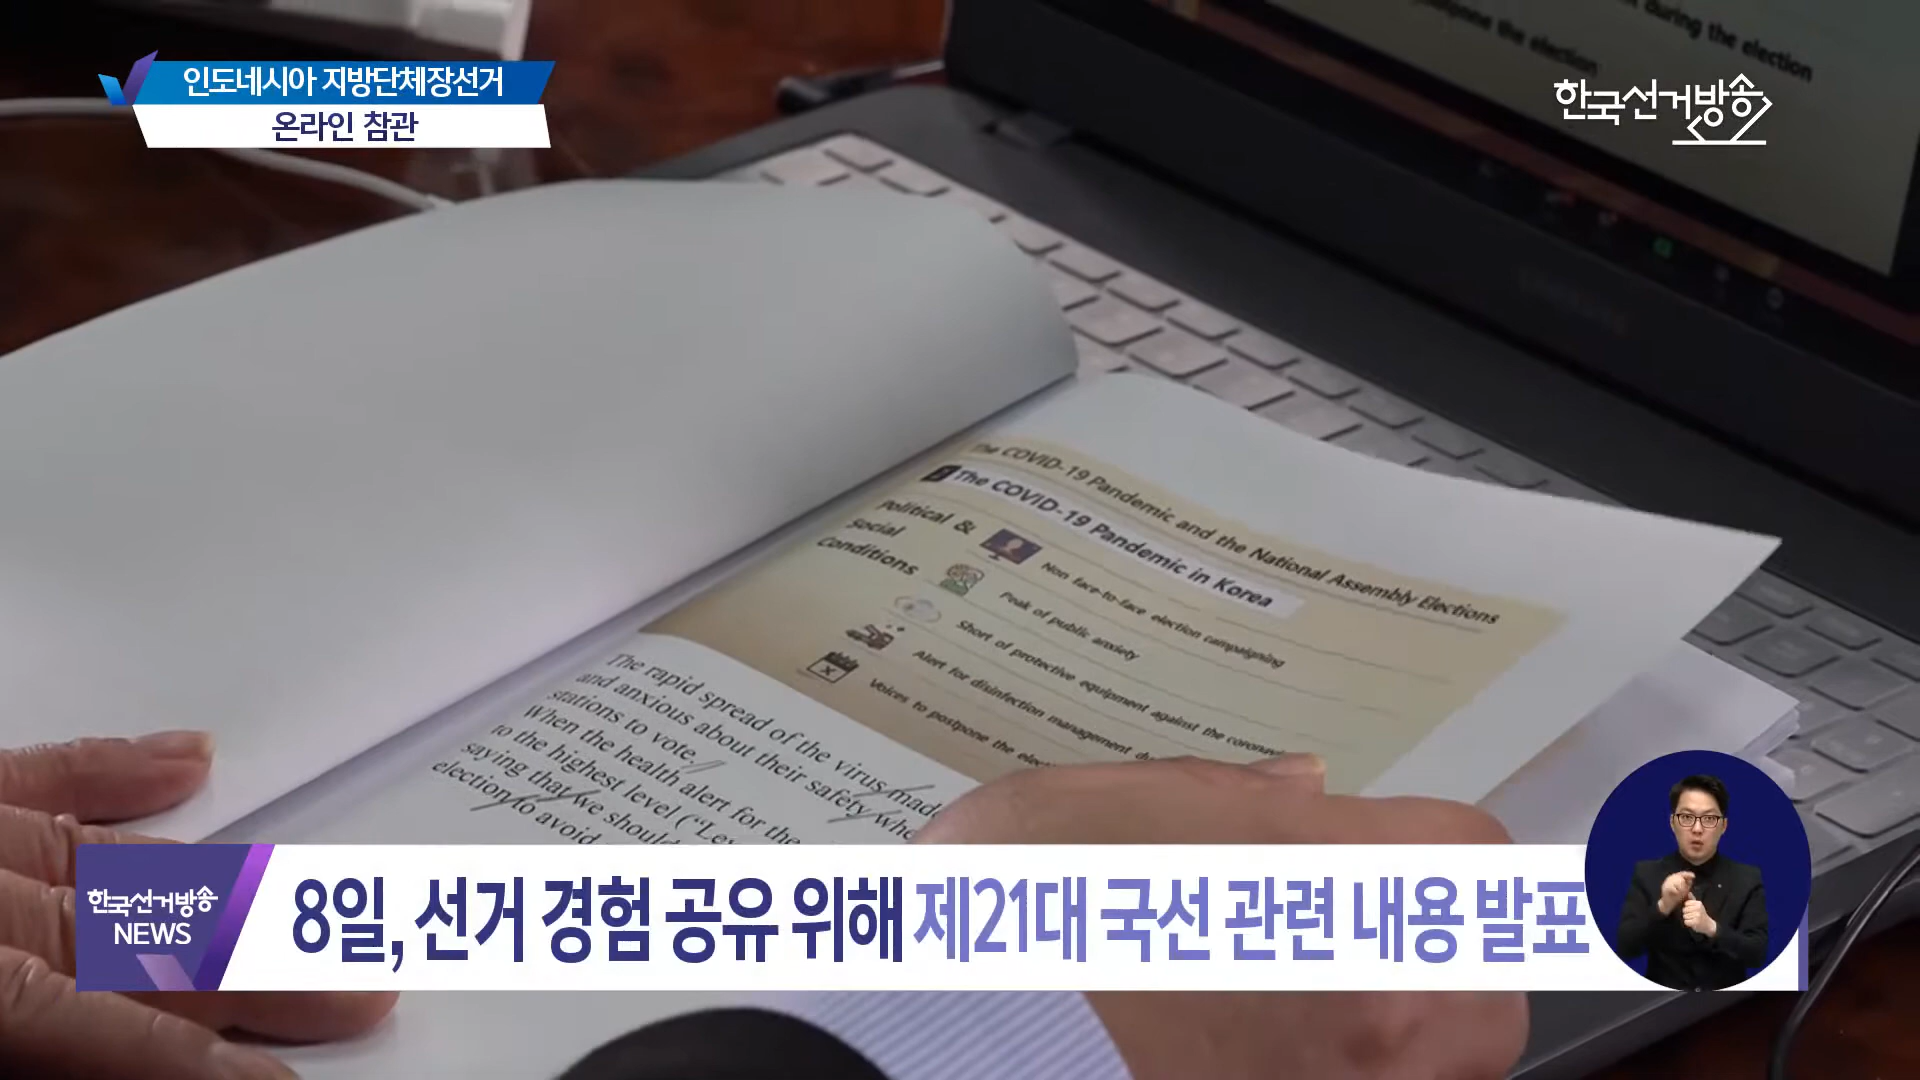 인도네시아 지방단체장선거
온라인 참관
한국선거방송
during the election
postpone the election
The COVID-19 Pandemic and the National Assembly Elections
The COVID-19 Pandemic in Korea
Political &
Social
Conditions
Non face-to-face election campaigning
Peak of public anxiety
Short of protective equipment against the
Alert for disinfection management
Voices to postpone the
The rapid spread of the virus/made
and anxious about their safety/
stations to vote.//
When the health alert for the
to the highest level
saying that/we should
election/to avoid
한국선거방송
NEWS
8일, 선거 경험 공유 위해 제21대 국선 관련 내용 발표